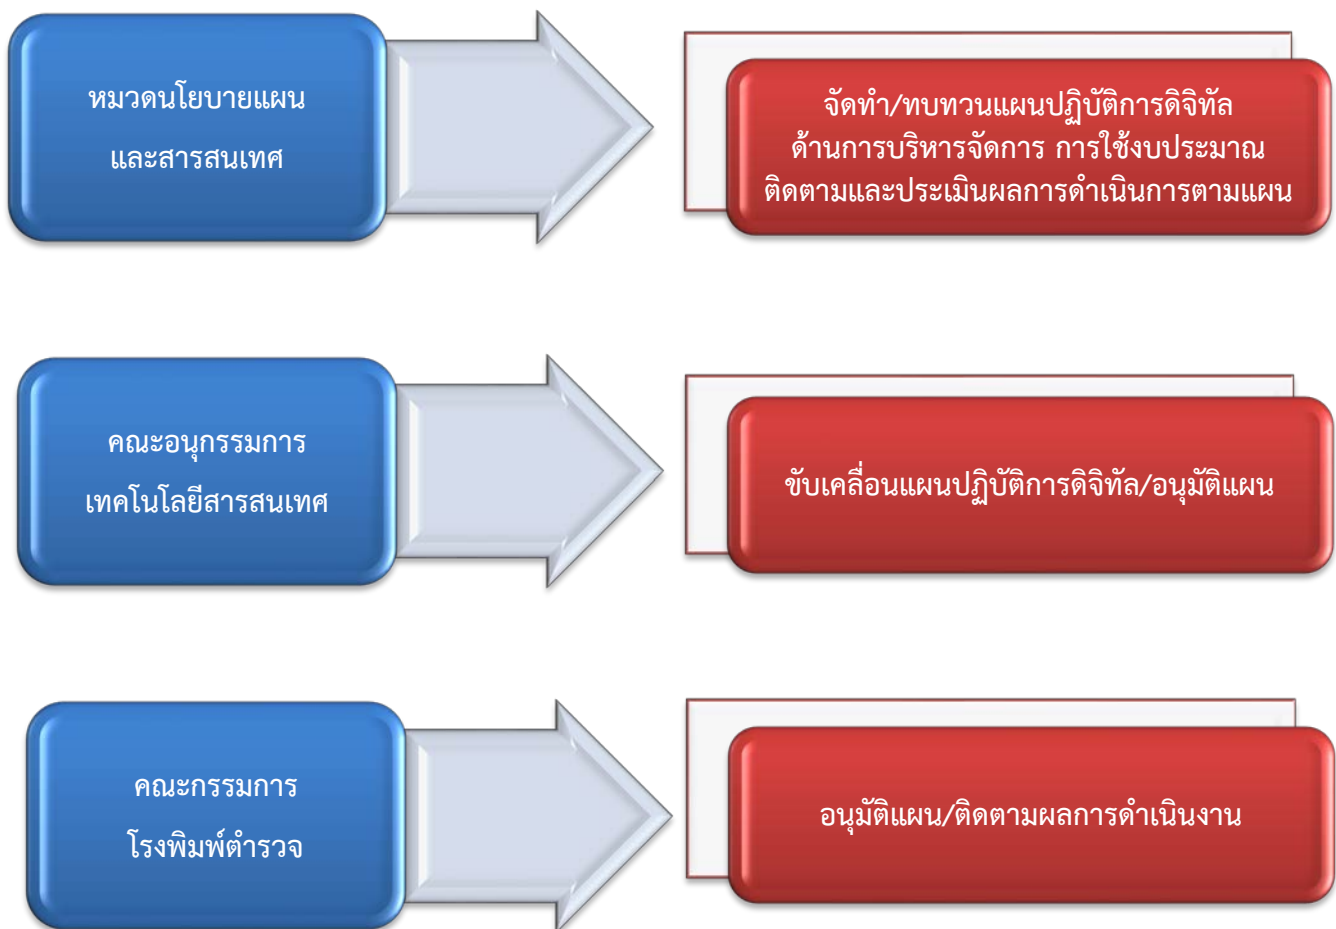 หมวดนโยบายแผน
และสารสนเทศ
จัดทำ/ทบทวนแผนปฏิบัติการดิจิทัล
ด้านการบริหารจัดการ การใช้งบประมาณ
ติดตามและประเมินผลการดำเนินการตามแผน
คณะอนุกรรมการ
เทคโนโลยีสารสนเทศ
ขับเคลื่อนแผนปฏิบัติการดิจิทัล/อนุมัติแผน
คณะกรรมการ
โรงพิมพ์ตำรวจ
อนุมัติแผน/ติดตามผลการดำเนินงาน